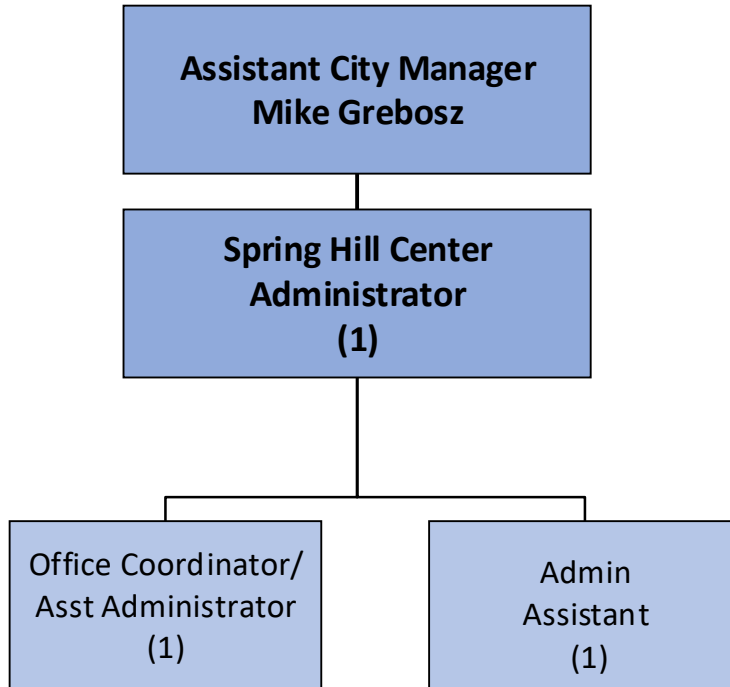 Assistant City Manager
Mike Grebosz
Spring Hill Center
Administrator
(1)
Office Coordinator/
Asst Administrator
(1)
Admin
Assistant
(1)